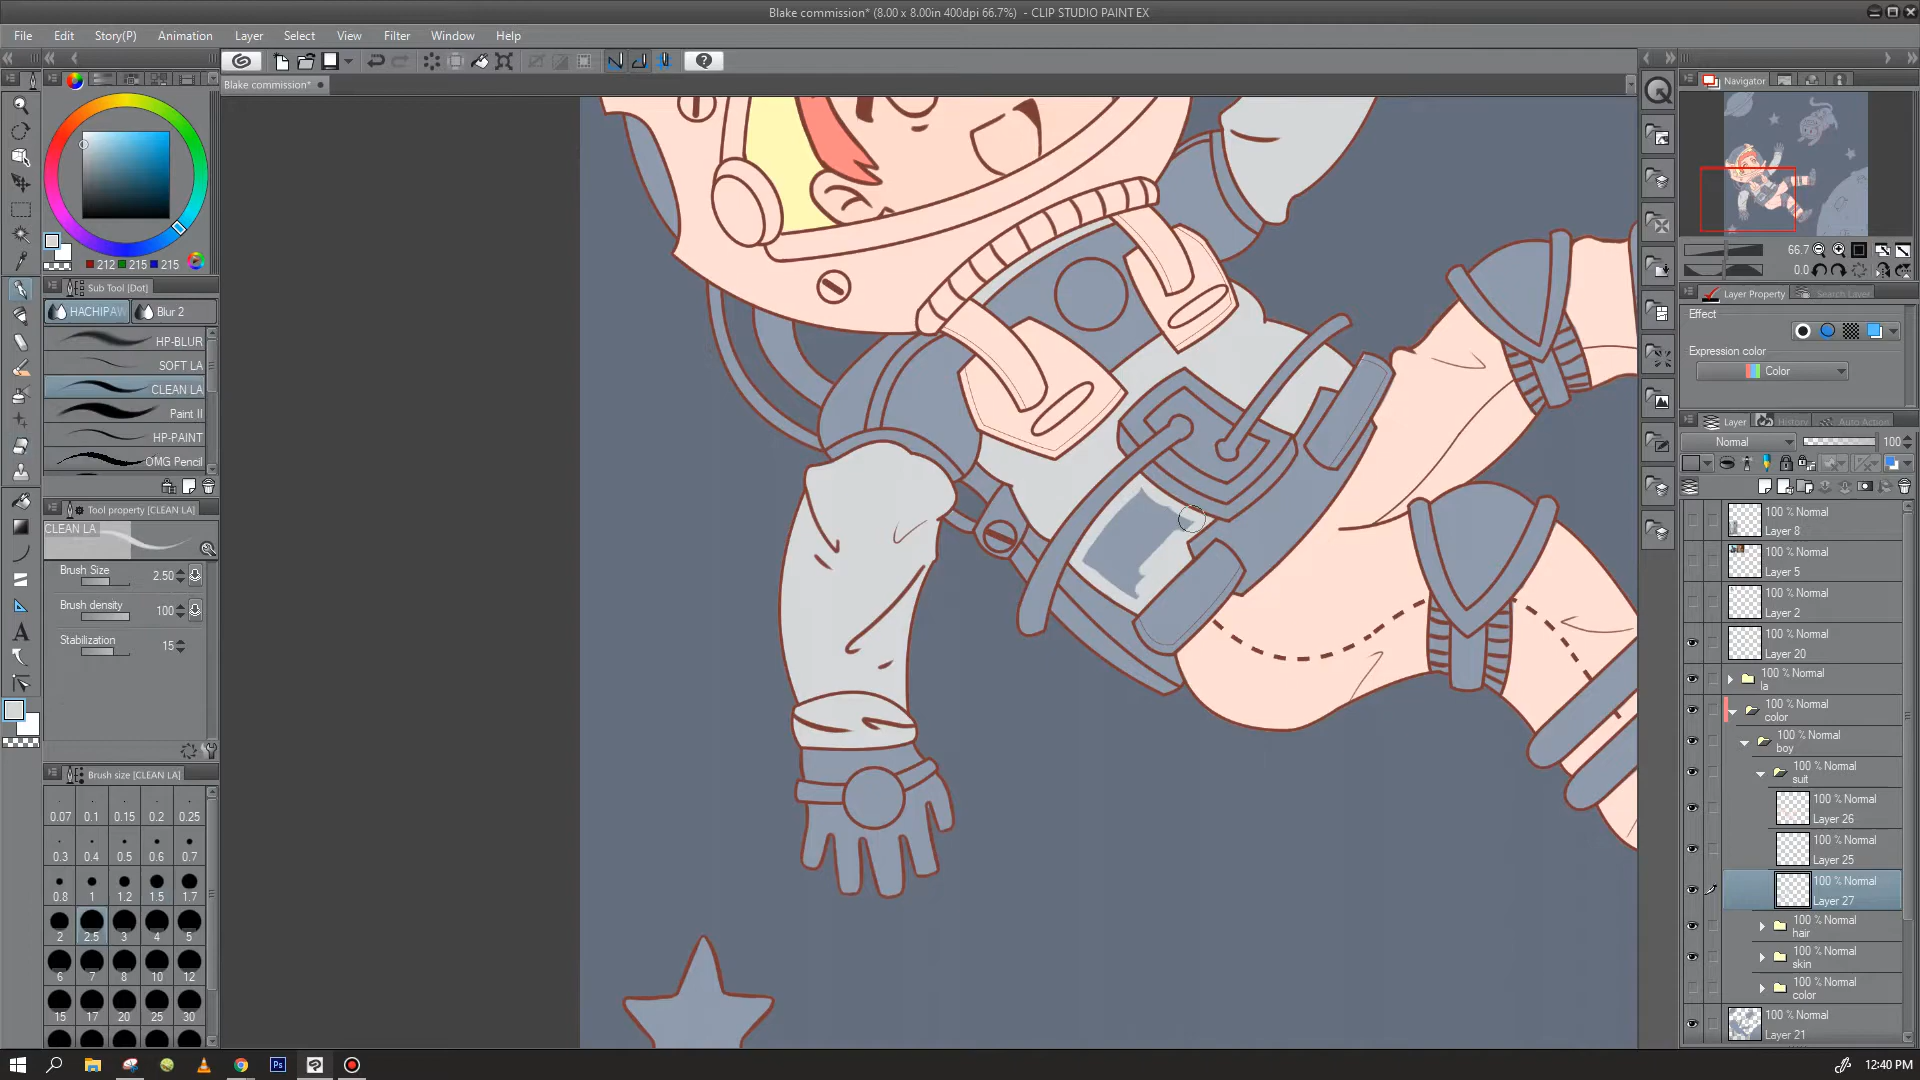 Blake commission* (8.00 x 8.00in 400dpi 66.7%) - CLIP STUDIO PAINT EX
File Edit Story(P) Animation Layer Select View Filter Window Help
Blake commission*
212 215 215
Sub Tool [Dot]
HACHIPAW Blur 2
HP-BLUR
SOFT LA
CLEAN LA
Paint II
HP-PAINT
OMG Pencil
Tool property [CLEAN LA]
CLEAN LA
Brush Size 2.50
Brush density 100
Stabilization 15
Brush size [CLEAN LA]
0.07 0.1 0.15 0.2 0.25
0.3 0.4 0.5 0.6 0.7
0.8 1 1.2 1.5 1.7
2 2.5 3 4 5
6 7 8 10 12
15 17 20 25 30
Navigator
66.7
0.0
Layer Property Search Layer
Effect
Expression color
Color
Layer History Auto Action
Normal 100
100 % Normal
Layer 8
100 % Normal
Layer 5
100 % Normal
Layer 2
100 % Normal
Layer 20
100 % Normal
la
100 % Normal
color
100 % Normal
boy
100 % Normal
suit
100 % Normal
Layer 26
100 % Normal
Layer 25
100 % Normal
Layer 27
100 % Normal
hair
100 % Normal
skin
100 % Normal
color
100 % Normal
Layer 21
Ps
12:40 PM